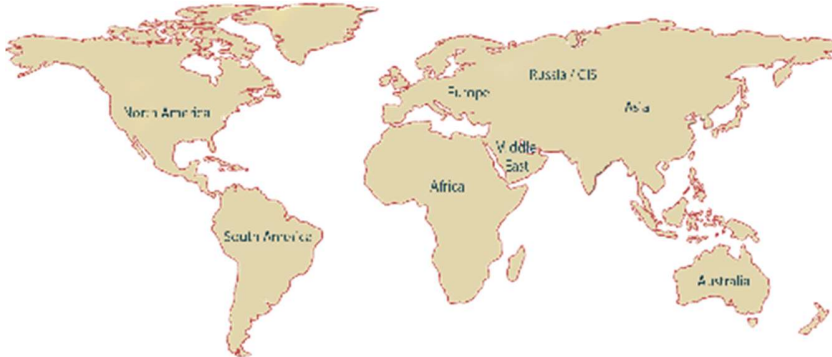 Russia / CIS
Europe
Asia
North America
Middle
East
Africa
South America
Australia